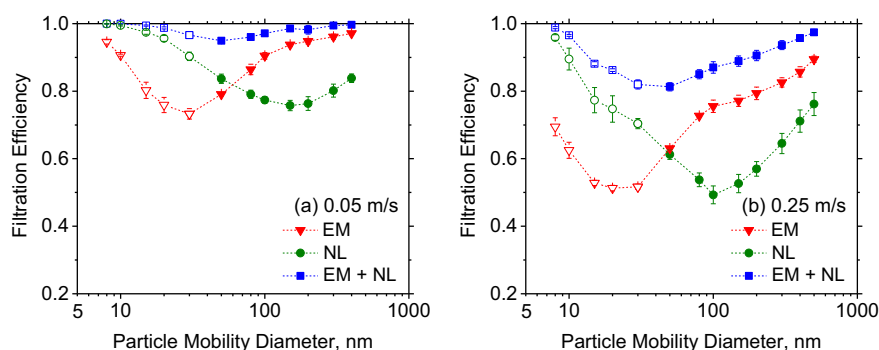 1.0
0.8
0.6
0.4
0.2
Filtration Efficiency
(a) 0.05 m/s
EM
NL
EM + NL
5 10 100 1000
Particle Mobility Diameter, nm
1.0
0.8
0.6
0.4
0.2
Filtration Efficiency
(b) 0.25 m/s
EM
NL
EM + NL
5 10 100 1000
Particle Mobility Diameter, nm